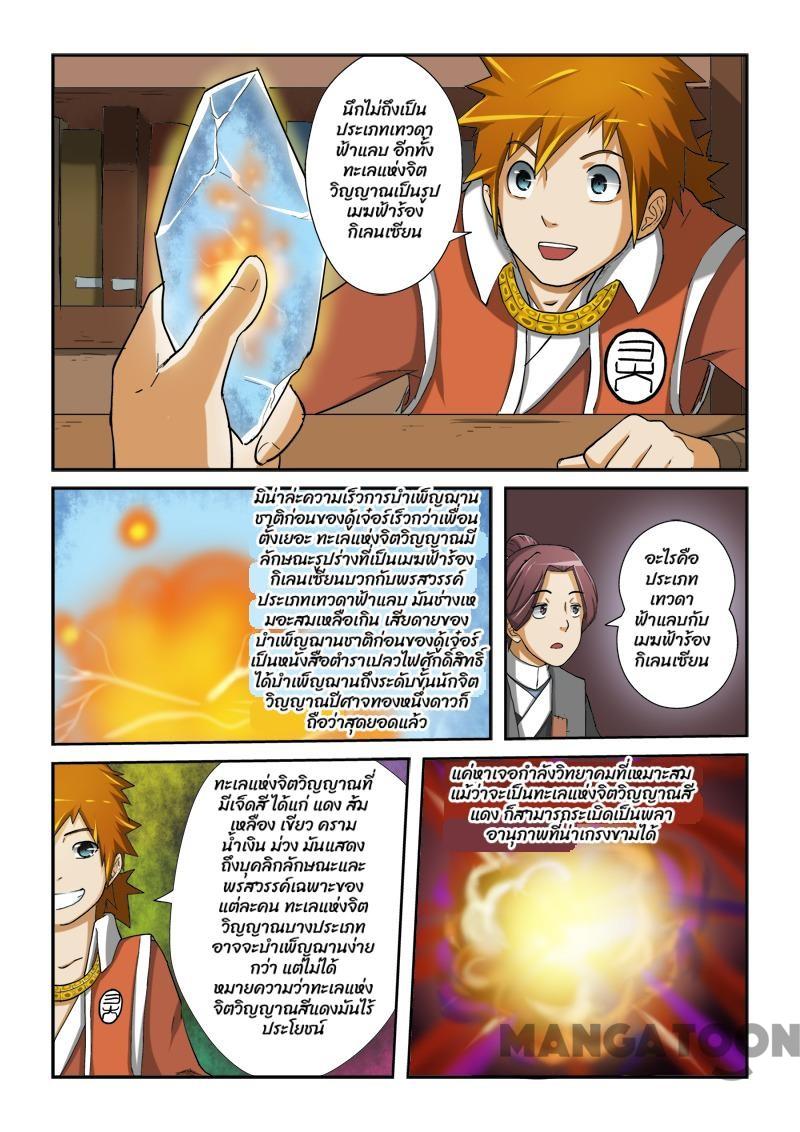 นึกไม่ถึงเป็น
ประเภทเทวดา
ฟ้าแลบ อีกทั้ง
ทะเลแห่งจิต
วิญญาณเป็นรูป
เมฆฟ้าร้อง
กิเลนเซียน
มิน่าล่ะความเร็วการบำเพ็ญฌาน
ชาติก่อนของดู้เจ๋อร์เร็วกว่าเพื่อน
ตั้งเยอะ ทะเลแห่งจิตวิญญาณมี
ลักษณะรูปร่างที่เป็นเมฆฟ้าร้อง
กิเลนเซียนบวกกับพรสวรรค์
ประเภทเทวดาฟ้าแลบ มันช่างเห
มอะสมเหลือเกิน เสียดายของ
บำเพ็ญฌานชาติก่อนของดู้เจ๋อร์
เป็นหนังสือตำราเปลวไฟศักดิ์สิทธิ์
ได้บำเพ็ญฌานถึงระดับขั้นนักจิต
วิญญาณปีศาจทองหนึ่งดาวก็
ถือว่าสุดยอดแล้ว
อะไรคือ
ประเภท
เทวดา
ฟ้าแลบกับ
เมฆฟ้าร้อง
กิเลนเซียน
ทะเลแห่งจิตวิญญาณที่
มีเจ็ดสี ได้แก่ แดง ส้ม
เหลือง เขียว คราม
น้ำเงิน ม่วง มันแสดง
ถึงบุคลิกลักษณะและ
พรสวรรค์เฉพาะของ
แต่ละคน ทะเลแห่งจิต
วิญญาณบางประเภท
อาจจะบำเพ็ญฌานง่าย
กว่า แต่ไม่ได้
หมายความว่าทะเลแห่ง
จิตวิญญาณสีแดงมันไร้
ประโยชน์
แค่หาเจอกำลังวิทยาคมที่เหมาะสม
แม้ว่าจะเป็นทะเลแห่งจิตวิญญาณสี
แดง ก็สามารถระเบิดเป็นพลา
อานุภาพที่น่าเกรงขามได้
MANGATOON